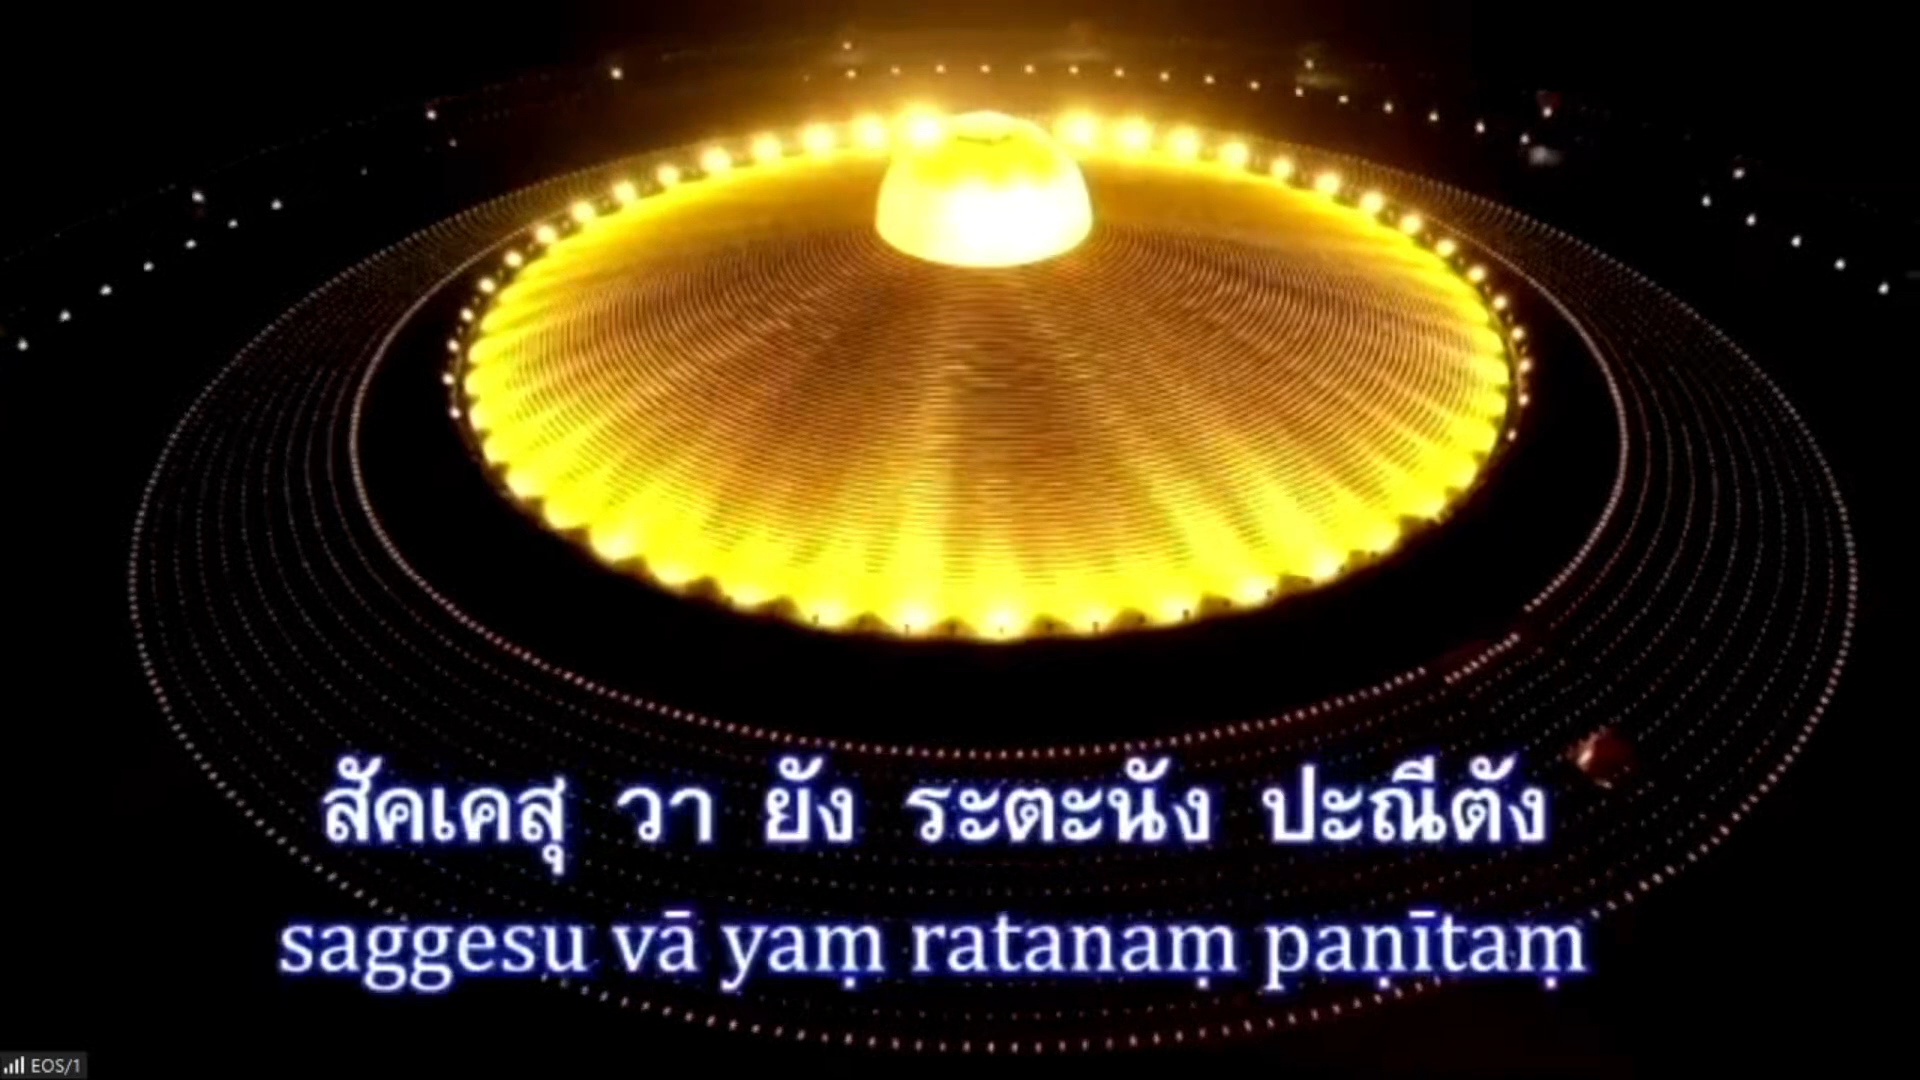 สัคเคสุ วา ยัง ระตะนัง ปะณีตัง
saggesu vā yaṃ ratanaṃ paṇītaṃ
EOS/1